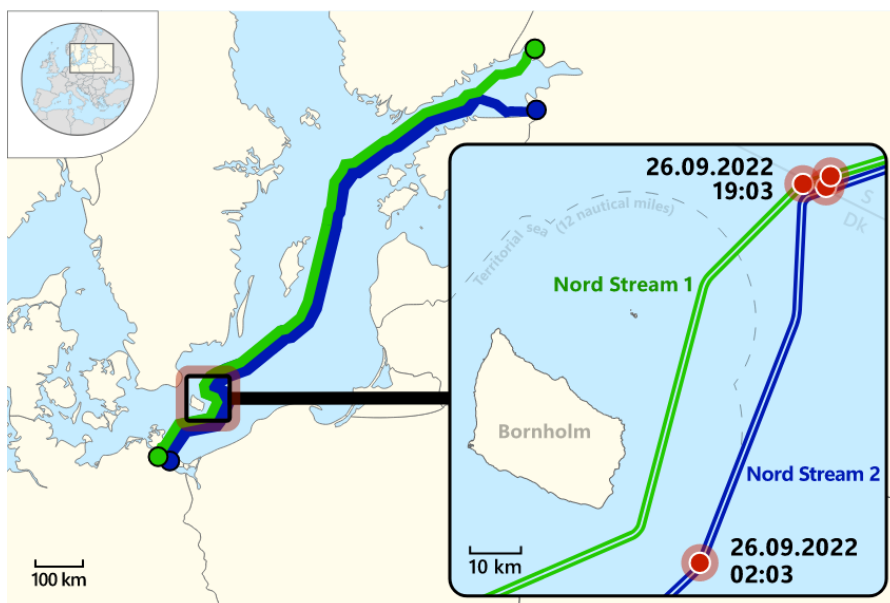 26.09.2022
19:03
S
Dk
Territorial sea (12 nautical miles)
Nord Stream 1
Bornholm
Nord Stream 2
10 km
26.09.2022
02:03
100 km